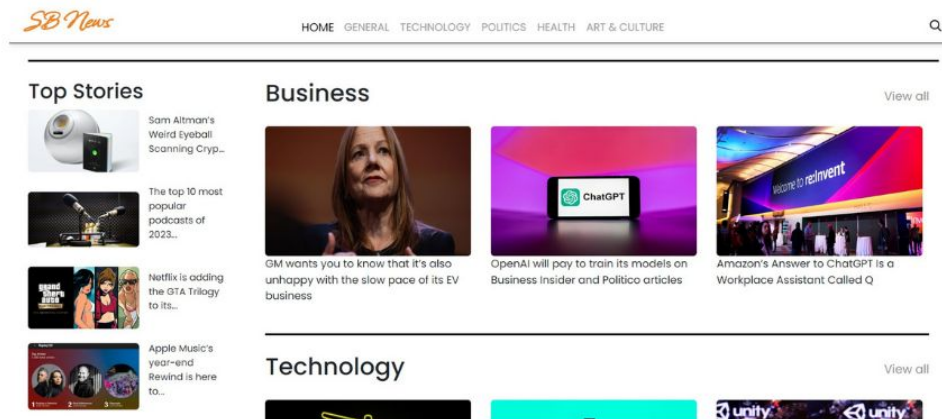 SB News
HOME GENERAL TECHNOLOGY POLITICS HEALTH ART & CULTURE
Top Stories
Sam Altman's
Weird Eyeball
Scanning Cryp...
The top 10 most
popular
podcasts of
2023...
grand
theft
auto
Netflix is adding
the GTA Trilogy
to its...
Apple Music's
year-end
Rewind is here
to...
Business
View all
GM wants you to know that it's also
unhappy with the slow pace of its EV
business
ChatGPT
OpenAI will pay to train its models on
Business Insider and Politico articles
Welcome to re:Invent
Amazon's Answer to ChatGPT Is a
Workplace Assistant Called Q
Technology
View all
unity
unity